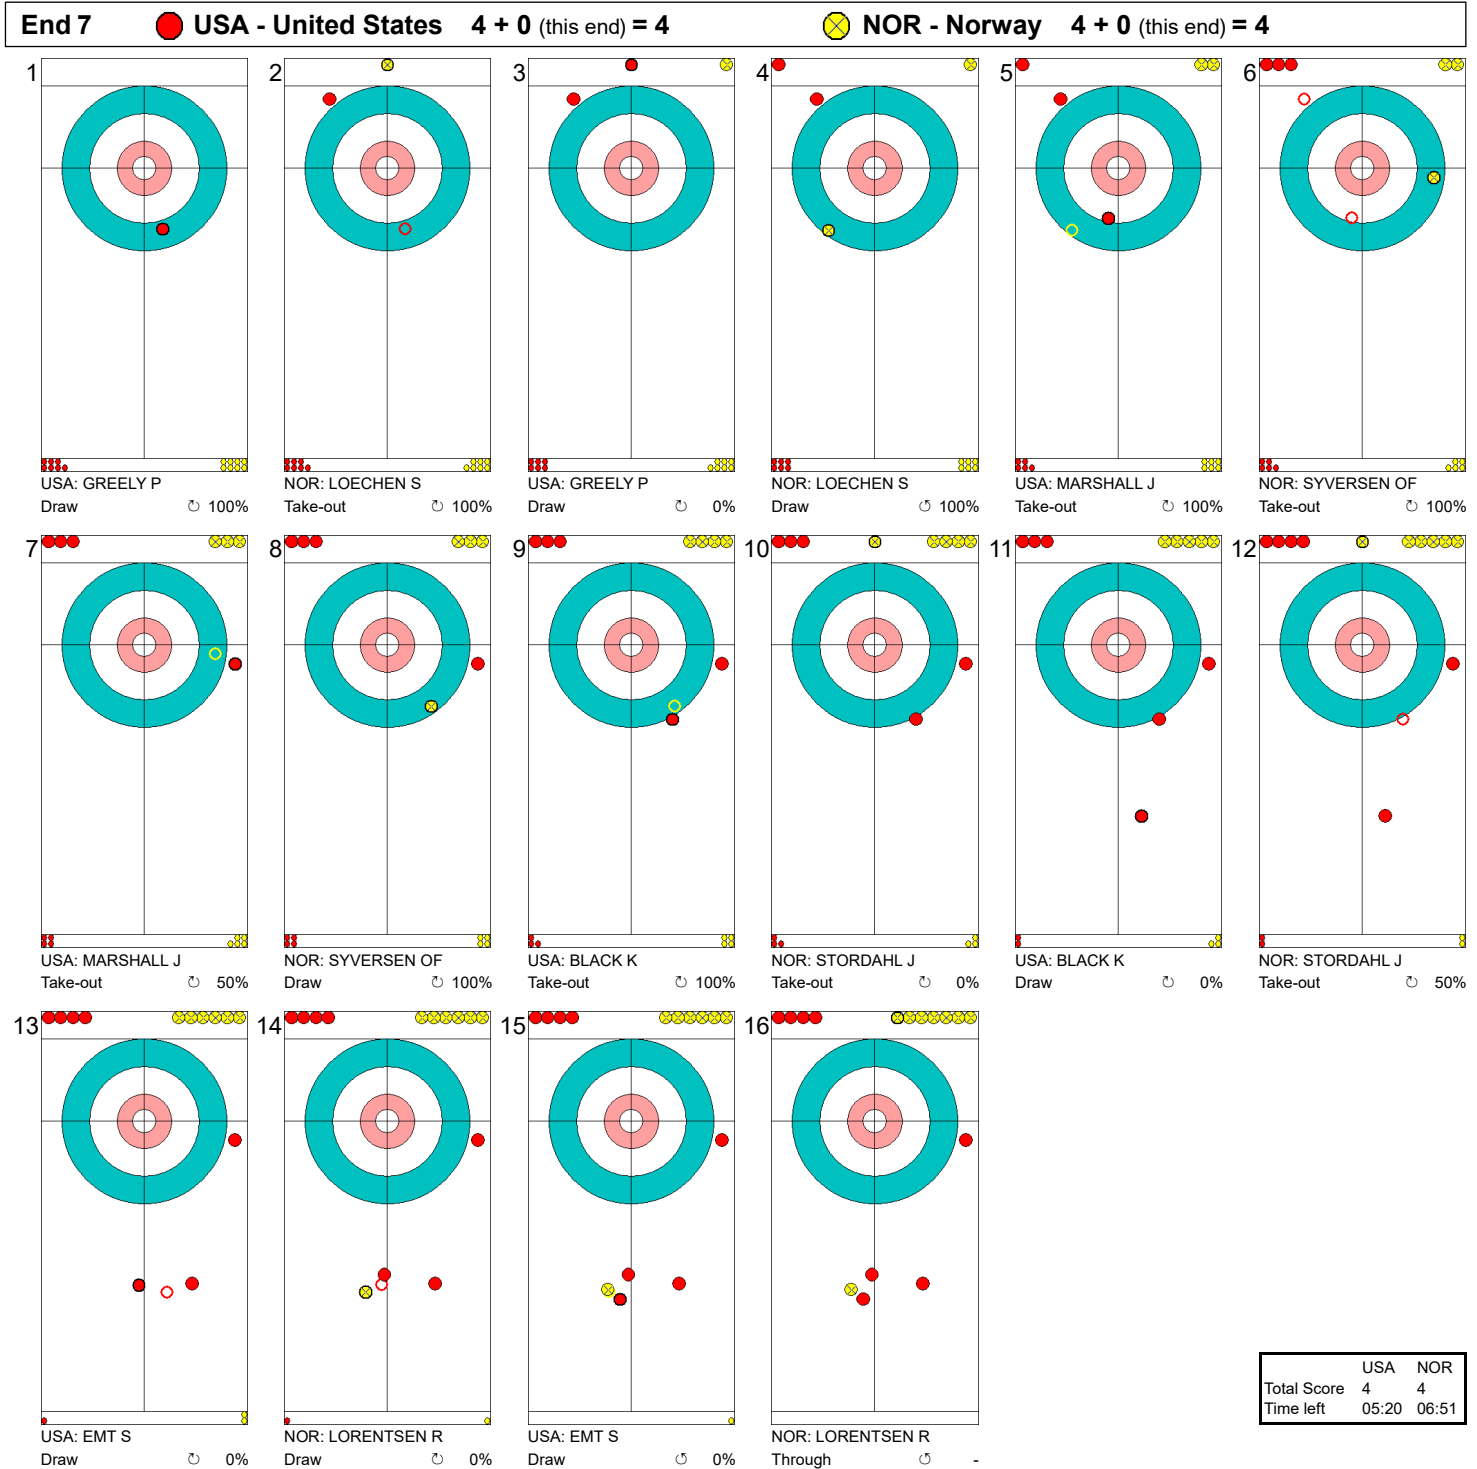 End 7 USA - United States 4 + 0 (this end) = 4 NOR - Norway 4 + 0 (this end) = 4
1 2 3 4 5 6
USA: GREELY P NOR: LOECHEN S USA: GREELY P NOR: LOECHEN S USA: MARSHALL J NOR: SYVERSEN OF
Draw ↻ 100% Take-out ↻ 100% Draw ↻ 0% Draw ↺ 100% Take-out ↻ 100% Take-out ↻ 100%
7 8 9 10 11 12
USA: MARSHALL J NOR: SYVERSEN OF USA: BLACK K NOR: STORDAHL J USA: BLACK K NOR: STORDAHL J
Take-out ↻ 50% Draw ↻ 100% Take-out ↻ 100% Take-out ↺ 0% Draw ↻ 0% Take-out ↻ 50%
13 14 15 16
USA: EMT S NOR: LORENTSEN R USA: EMT S NOR: LORENTSEN R
Draw ↻ 0% Draw ↻ 0% Draw ↺ 0% Through ↺ -
USA NOR
Total Score 4 4
Time left 05:20 06:51